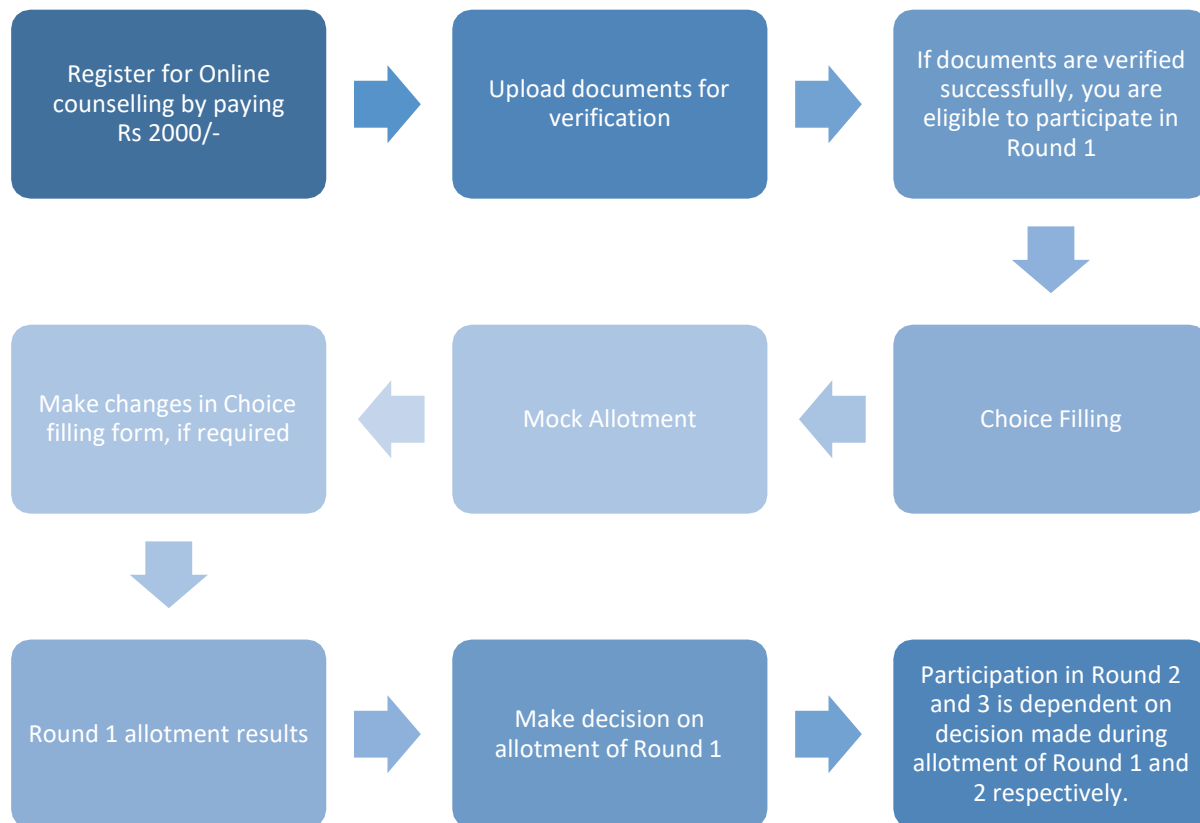 Register for Online
counselling by paying
Rs 2000/-
Upload documents for
verification
If documents are verified
successfully, you are
eligible to participate in
Round 1
Choice Filling
Mock Allotment
Make changes in Choice
filling form, if required
Round 1 allotment results
Make decision on
allotment of Round 1
Participation in Round 2
and 3 is dependent on
decision made during
allotment of Round 1 and
2 respectively.